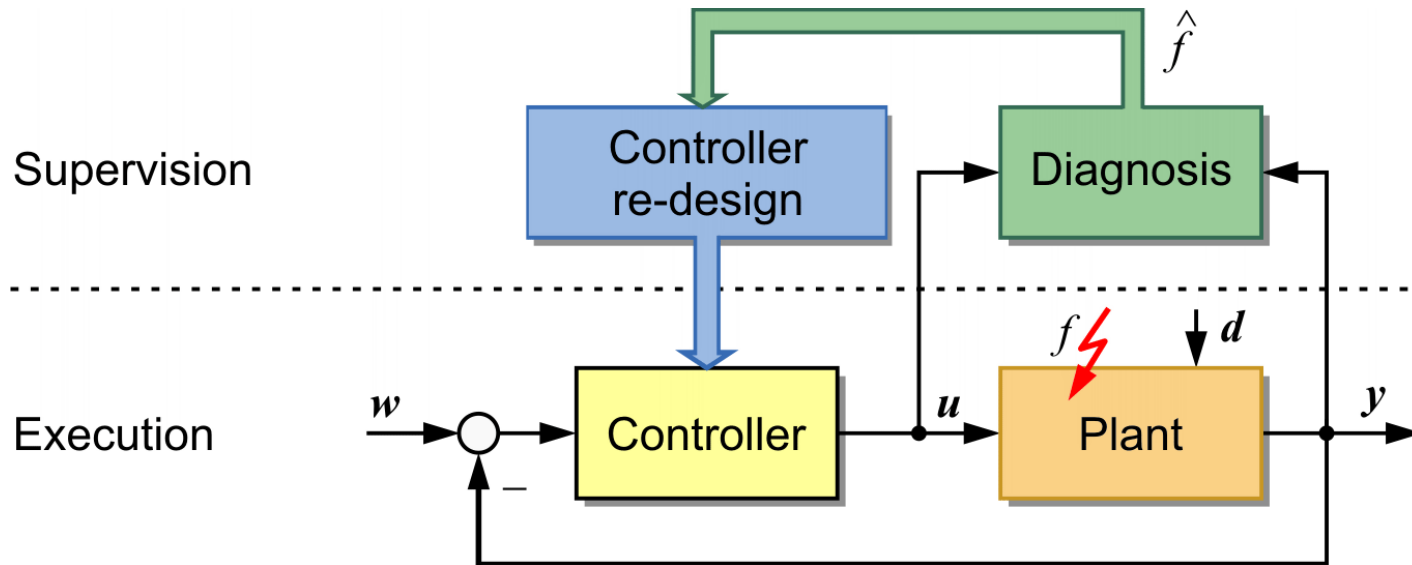 f̂
Supervision
Controller
re-design
Diagnosis
f
d
w
u
y
Execution
Controller
Plant
−